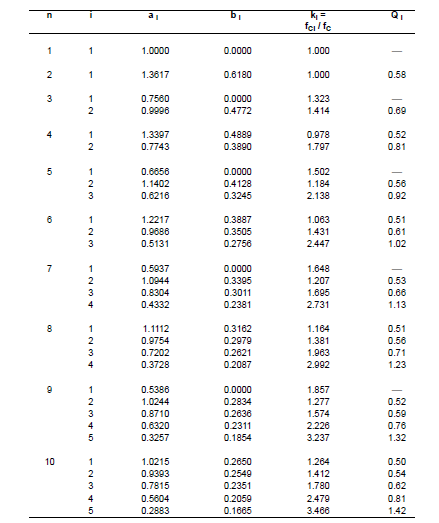 n i aᵢ bᵢ kᵢ = Qᵢ
f_Ci / f_C
1 1 1.0000 0.0000 1.000 —
2 1 1.3617 0.6180 1.000 0.58
3 1 0.7560 0.0000 1.323 —
2 0.9996 0.4772 1.414 0.69
4 1 1.3397 0.4889 0.978 0.52
2 0.7743 0.3890 1.797 0.81
5 1 0.6656 0.0000 1.502 —
2 1.1402 0.4128 1.184 0.56
3 0.6216 0.3245 2.138 0.92
6 1 1.2217 0.3887 1.063 0.51
2 0.9686 0.3505 1.431 0.61
3 0.5131 0.2756 2.447 1.02
7 1 0.5937 0.0000 1.648 —
2 1.0944 0.3395 1.207 0.53
3 0.8304 0.3011 1.695 0.66
4 0.4332 0.2381 2.731 1.13
8 1 1.1112 0.3162 1.164 0.51
2 0.9754 0.2979 1.381 0.56
3 0.7202 0.2621 1.963 0.71
4 0.3728 0.2087 2.992 1.23
9 1 0.5386 0.0000 1.857 —
2 1.0244 0.2834 1.277 0.52
3 0.8710 0.2636 1.574 0.59
4 0.6320 0.2311 2.226 0.76
5 0.3257 0.1854 3.237 1.32
10 1 1.0215 0.2650 1.264 0.50
2 0.9393 0.2549 1.412 0.54
3 0.7815 0.2351 1.780 0.62
4 0.5604 0.2059 2.479 0.81
5 0.2883 0.1665 3.466 1.42